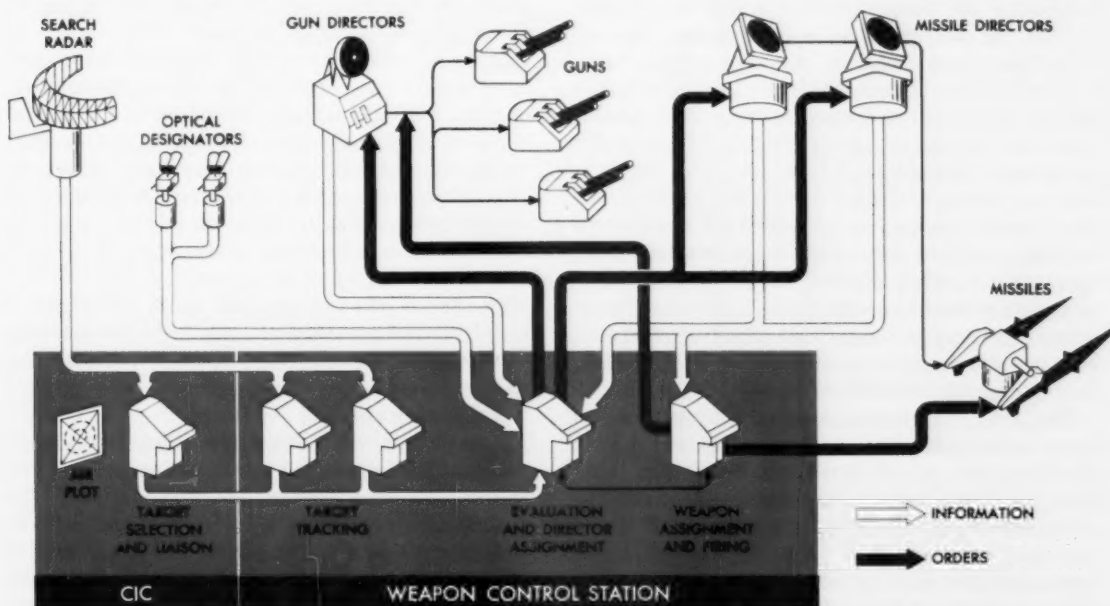 SEARCH
RADAR
GUN DIRECTORS
MISSILE DIRECTORS
GUNS
OPTICAL
DESIGNATORS
MISSILES
AIR
PLOT
TARGET
SELECTION
AND LIAISON
TARGET
TRACKING
EVALUATION
AND DIRECTOR
ASSIGNMENT
WEAPON
ASSIGNMENT
AND FIRING
INFORMATION
ORDERS
CIC
WEAPON CONTROL STATION